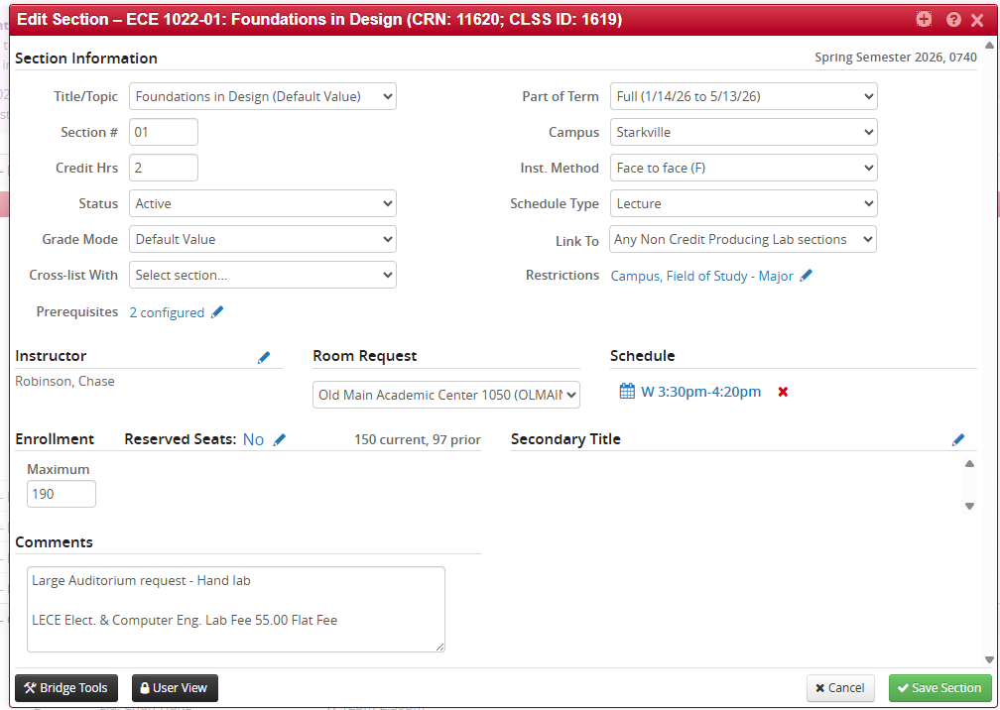 Edit Section – ECE 1022-01: Foundations in Design (CRN: 11620; CLSS ID: 1619)
Section Information
Spring Semester 2026, 0740
Title/Topic Foundations in Design (Default Value)
Part of Term Full (1/14/26 to 5/13/26)
Section # 01
Campus Starkville
Credit Hrs 2
Inst. Method Face to face (F)
Status Active
Schedule Type Lecture
Grade Mode Default Value
Link To Any Non Credit Producing Lab sections
Cross-list With Select section...
Restrictions Campus, Field of Study - Major
Prerequisites 2 configured
Instructor
Robinson, Chase
Room Request
Old Main Academic Center 1050 (OLMAIN
Schedule
W 3:30pm-4:20pm
Enrollment Reserved Seats: No 150 current, 97 prior
Maximum
190
Secondary Title
Comments
Large Auditorium request - Hand lab
LECE Elect. & Computer Eng. Lab Fee 55.00 Flat Fee
Bridge Tools
User View
Cancel
Save Section